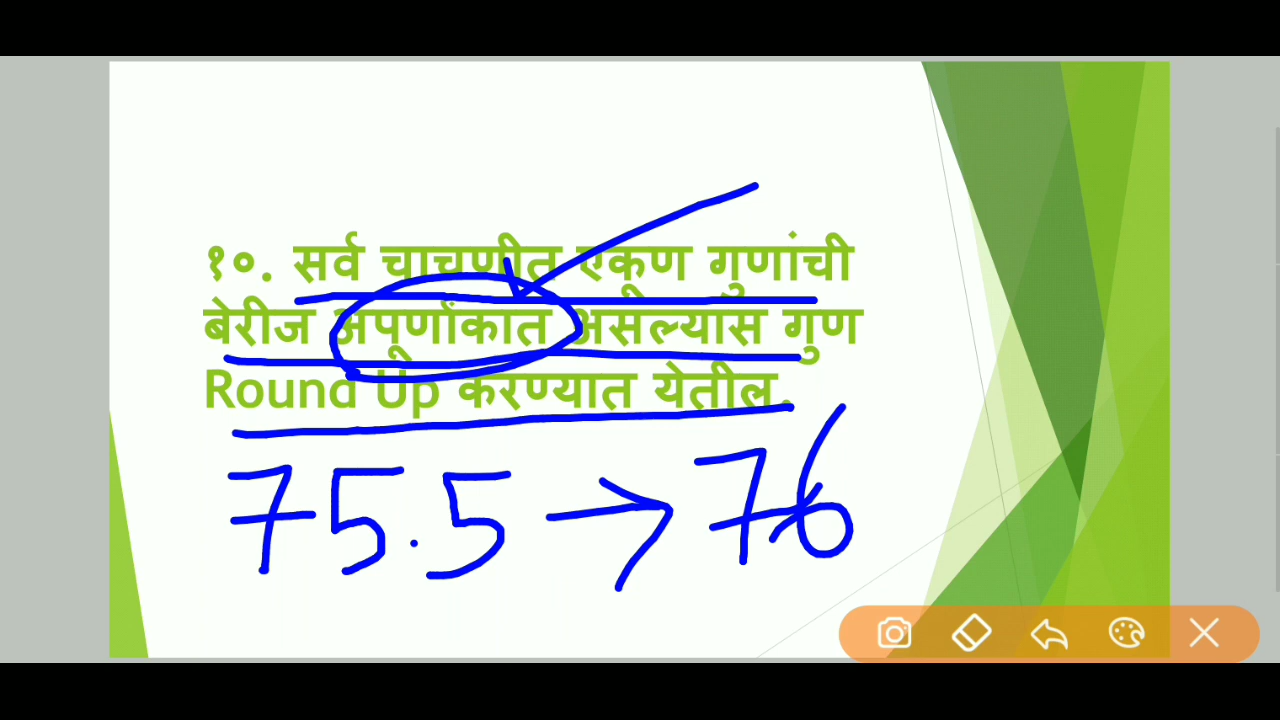 १०. सर्व चाचणीत एकूण गुणांची
बेरीज अपूर्णांकात असल्यास गुण
Round Up करण्यात येतील.
75.5 → 76